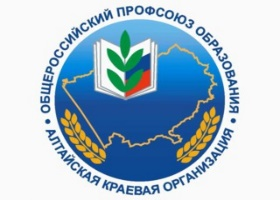 ОБЩЕРОССИЙСКИЙ ПРОФСОЮЗ ОБРАЗОВАНИЯ
АЛТАЙСКАЯ КРАЕВАЯ ОРГАНИЗАЦИЯ